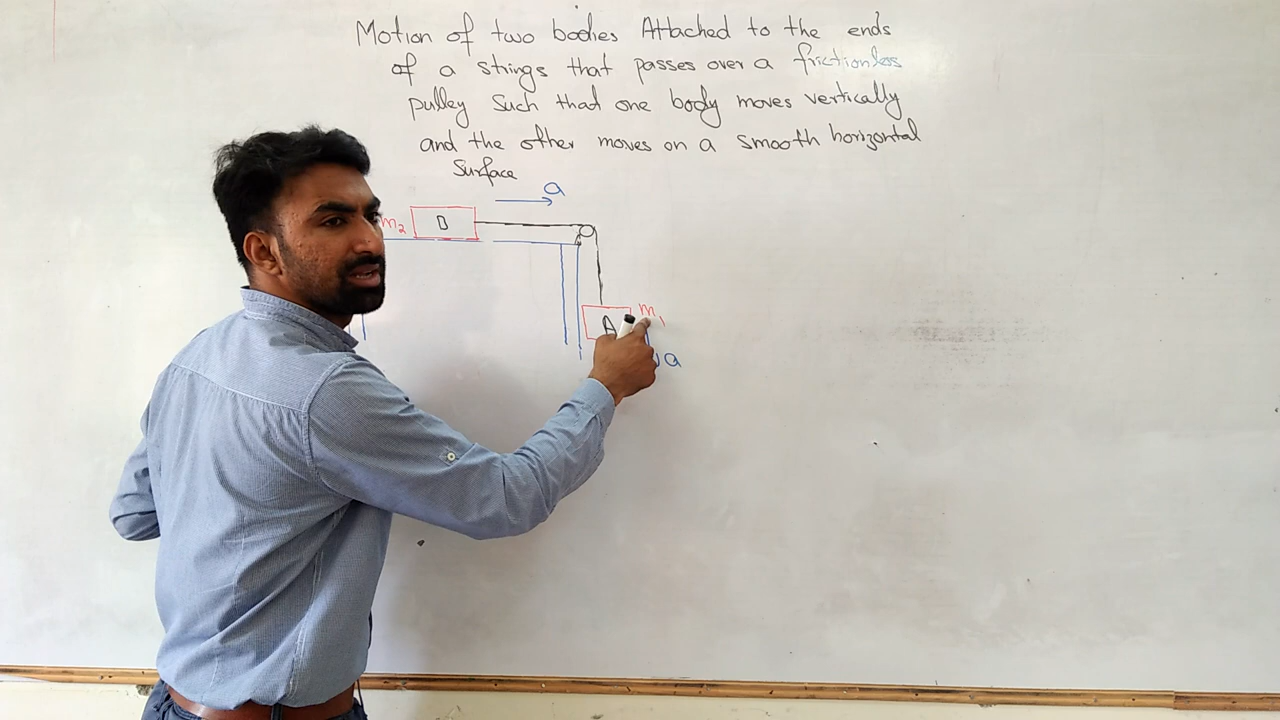 Motion of two bodies Attached to the ends
of a strings that passes over a frictionless
pulley Such that one body moves vertically
and the other moves on a smooth horizontal
Surface
a
m2 B
A m1
a